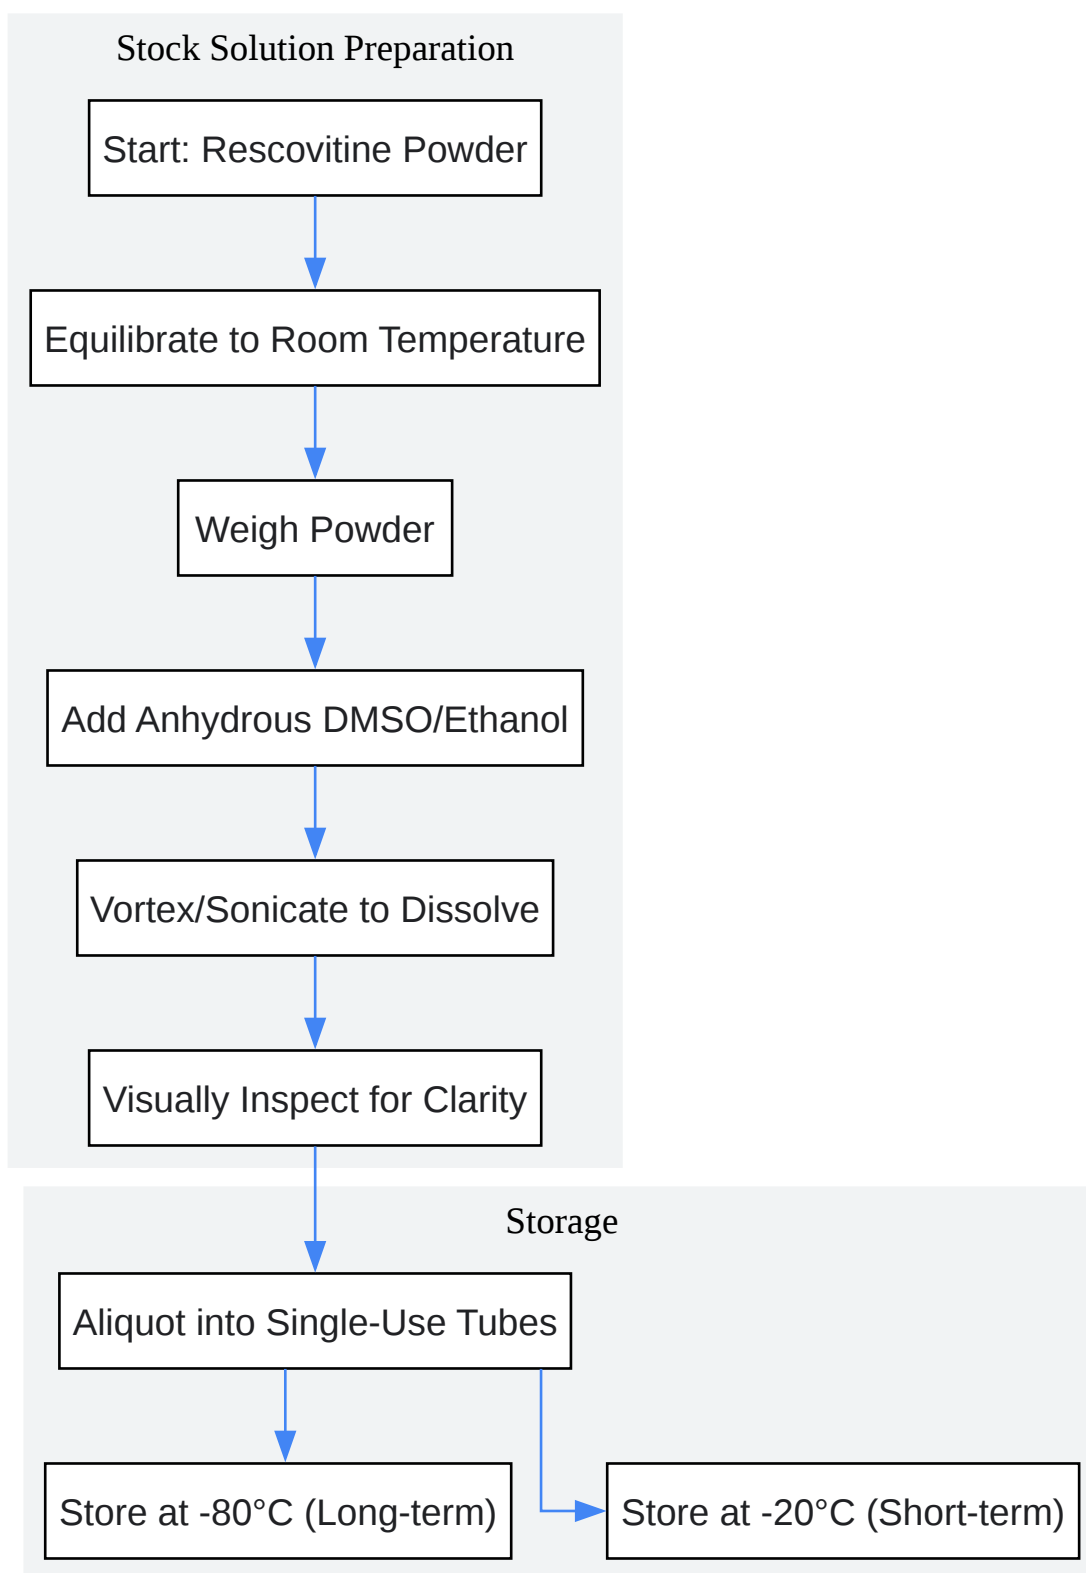 Stock Solution Preparation
Start: Rescovitine Powder
Equilibrate to Room Temperature
Weigh Powder
Add Anhydrous DMSO/Ethanol
Vortex/Sonicate to Dissolve
Visually Inspect for Clarity
Storage
Aliquot into Single-Use Tubes
Store at -80°C (Long-term)
Store at -20°C (Short-term)